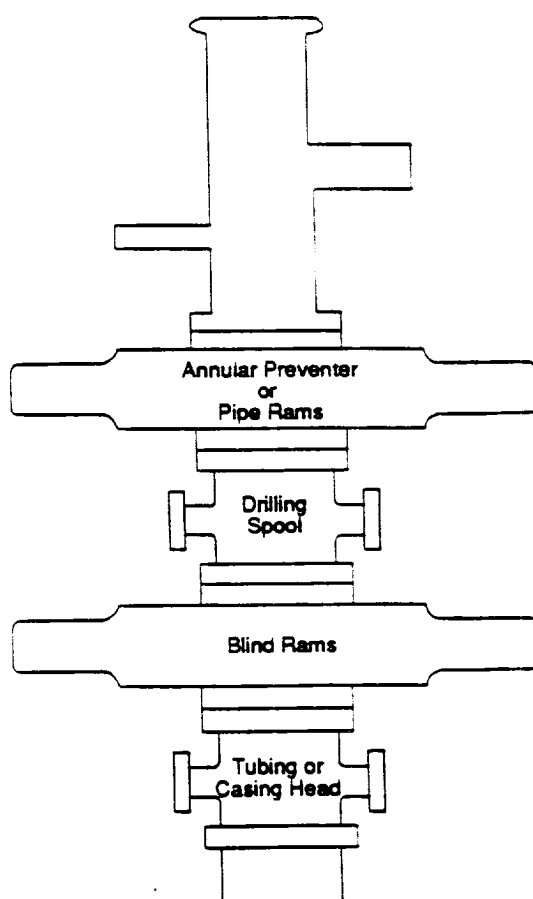 Annular Preventer
or
Pipe Rams
Drilling
Spool
Blind Rams
Tubing or
Casing Head